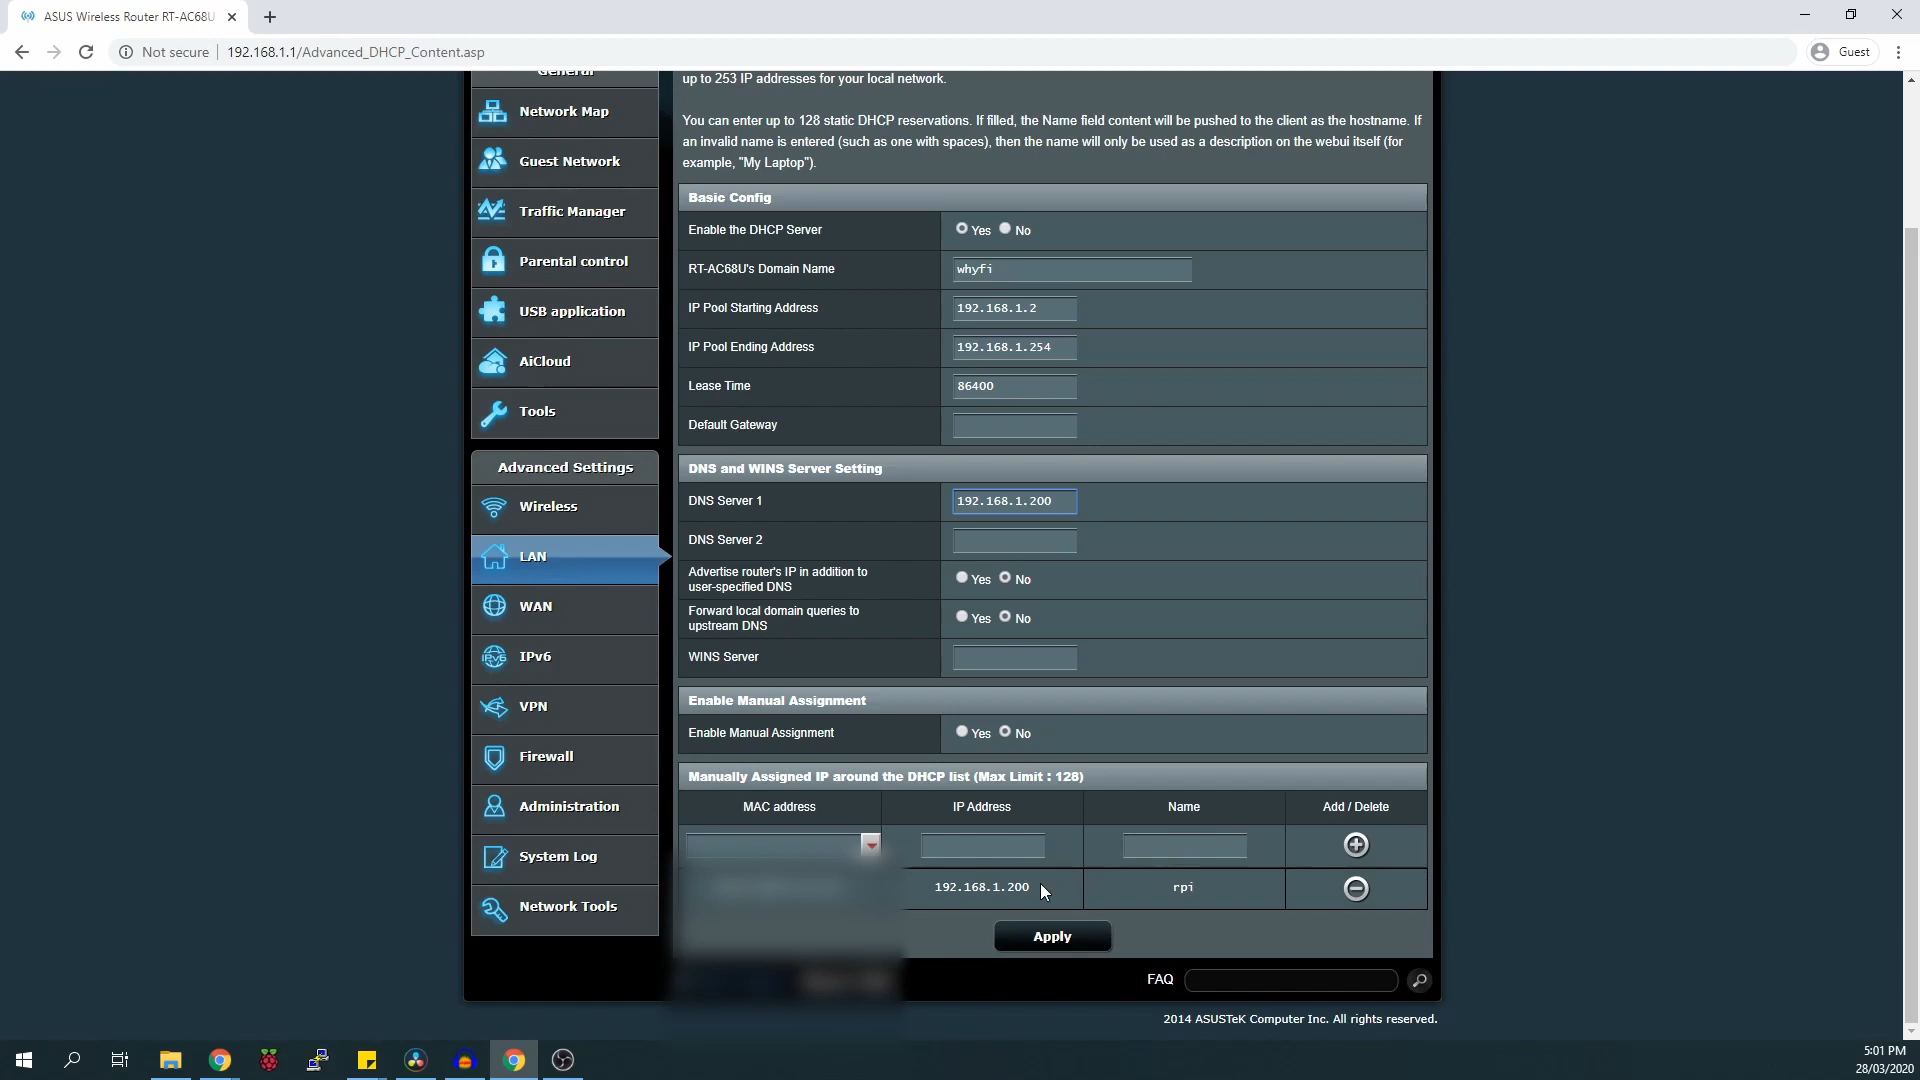 ASUS Wireless Router RT-AC68U
Not secure 192.168.1.1/Advanced_DHCP_Content.asp
Guest
General
Network Map
Guest Network
Traffic Manager
Parental control
USB application
AiCloud
Tools
Advanced Settings
Wireless
LAN
WAN
IPv6
VPN
Firewall
Administration
System Log
Network Tools
up to 253 IP addresses for your local network.
You can enter up to 128 static DHCP reservations. If filled, the Name field content will be pushed to the client as the hostname. If
an invalid name is entered (such as one with spaces), then the name will only be used as a description on the webui itself (for
example, "My Laptop").
Basic Config
Enable the DHCP Server Yes No
RT-AC68U's Domain Name whyfi
IP Pool Starting Address 192.168.1.2
IP Pool Ending Address 192.168.1.254
Lease Time 86400
Default Gateway
DNS and WINS Server Setting
DNS Server 1 192.168.1.200
DNS Server 2
Advertise router's IP in addition to
user-specified DNS Yes No
Forward local domain queries to
upstream DNS Yes No
WINS Server
Enable Manual Assignment
Enable Manual Assignment Yes No
Manually Assigned IP around the DHCP list (Max Limit : 128)
MAC address IP Address Name Add / Delete
192.168.1.200 rpi
Apply
FAQ
2014 ASUSTeK Computer Inc. All rights reserved.
5:01 PM
28/03/2020